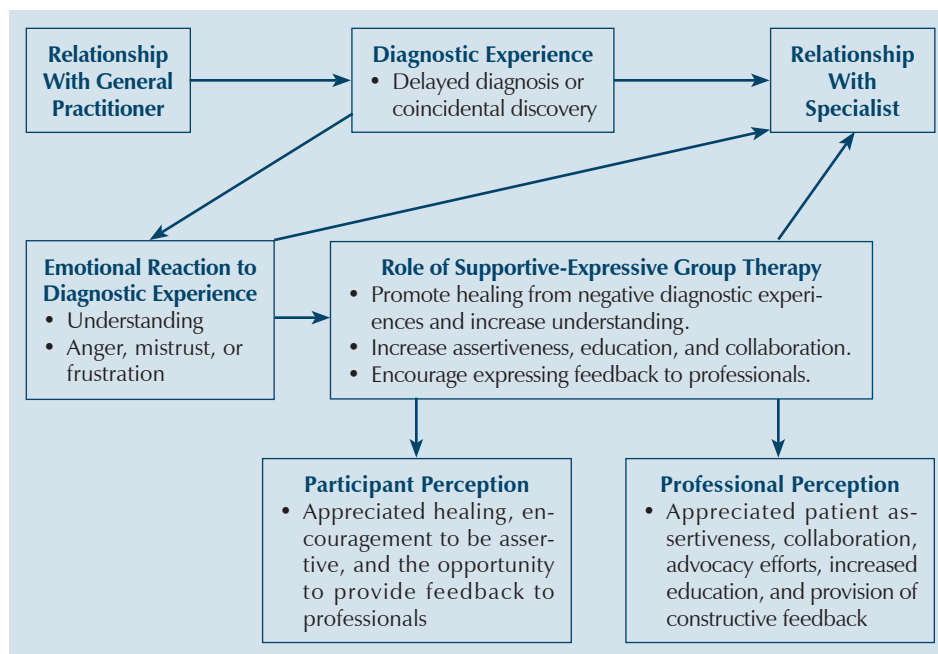 Relationship
With General
Practitioner
Diagnostic Experience
• Delayed diagnosis or
coincidental discovery
Relationship
With
Specialist
Emotional Reaction to
Diagnostic Experience
• Understanding
• Anger, mistrust, or
frustration
Role of Supportive-Expressive Group Therapy
• Promote healing from negative diagnostic experi-
ences and increase understanding.
• Increase assertiveness, education, and collaboration.
• Encourage expressing feedback to professionals.
Participant Perception
• Appreciated healing, en-
couragement to be asser-
tive, and the opportunity
to provide feedback to
professionals
Professional Perception
• Appreciated patient as-
sertiveness, collaboration,
advocacy efforts, increased
education, and provision of
constructive feedback